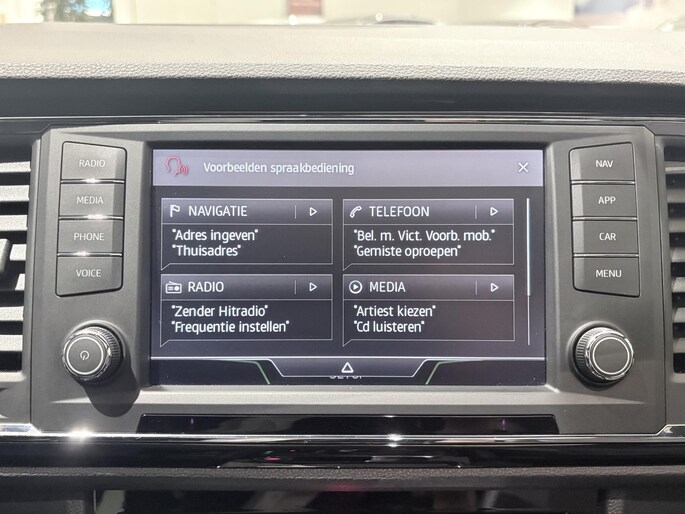 RADIO
MEDIA
PHONE
VOICE
Voorbeelden spraakbediening
NAVIGATIE
"Adres ingeven"
"Thuisadres"
TELEFOON
"Bel. m. Vict. Voorb. mob."
"Gemiste oproepen"
RADIO
"Zender Hitradio"
"Frequentie instellen"
MEDIA
"Artiest kiezen"
"Cd luisteren"
NAV
APP
CAR
MENU